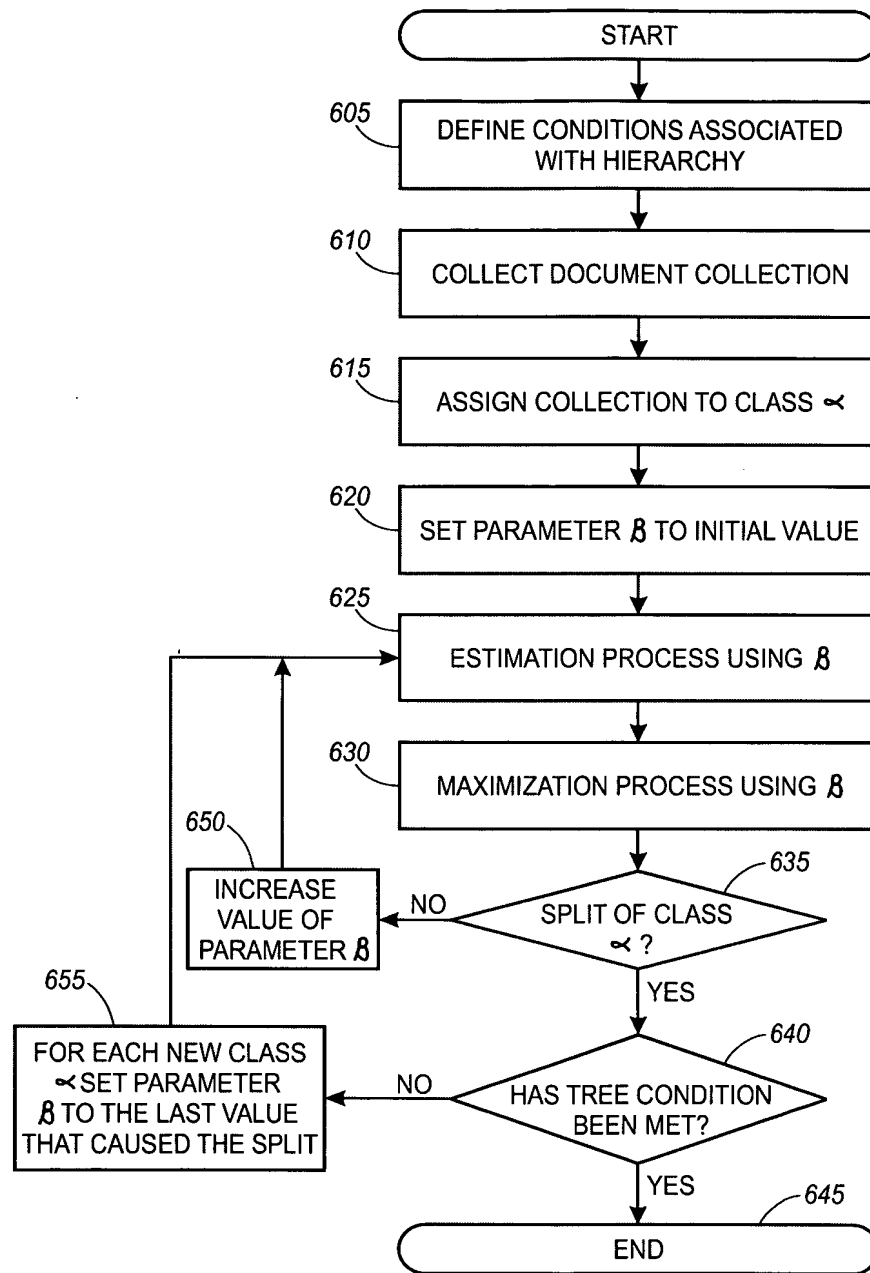 START
605
DEFINE CONDITIONS ASSOCIATED
WITH HIERARCHY
610
COLLECT DOCUMENT COLLECTION
615
ASSIGN COLLECTION TO CLASS ∝
620
SET PARAMETER β TO INITIAL VALUE
625
ESTIMATION PROCESS USING β
630
MAXIMIZATION PROCESS USING β
635
SPLIT OF CLASS
∝ ?
NO
650
INCREASE
VALUE OF
PARAMETER β
YES
640
HAS TREE CONDITION
BEEN MET?
NO
655
FOR EACH NEW CLASS
∝ SET PARAMETER
β TO THE LAST VALUE
THAT CAUSED THE SPLIT
YES
645
END